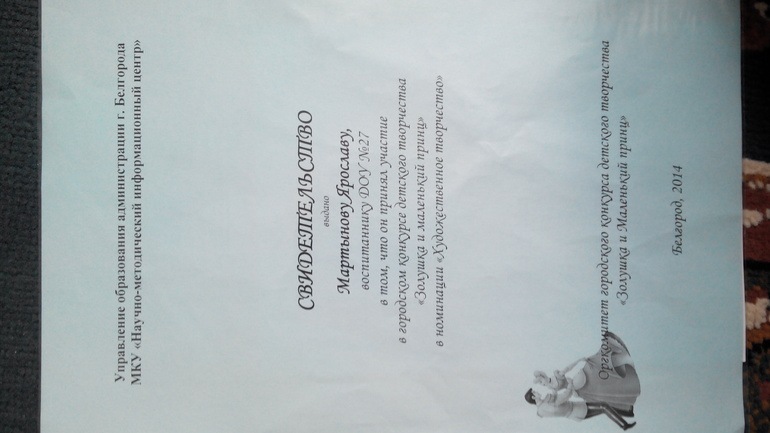 Управление образования администрации г. Белгорода
МКУ «Научно-методический информационный центр»
СВИДЕТЕЛЬСТВО
выдано
Мартынову Ярославу,
воспитаннику ДОУ №27
в том, что он принял участие
в городском конкурсе детского творчества
«Золушка и маленький принц»
в номинации «Художественное творчество»
Оргкомитет городского конкурса детского творчества
«Золушка и Маленький принц»
Белгород, 2014